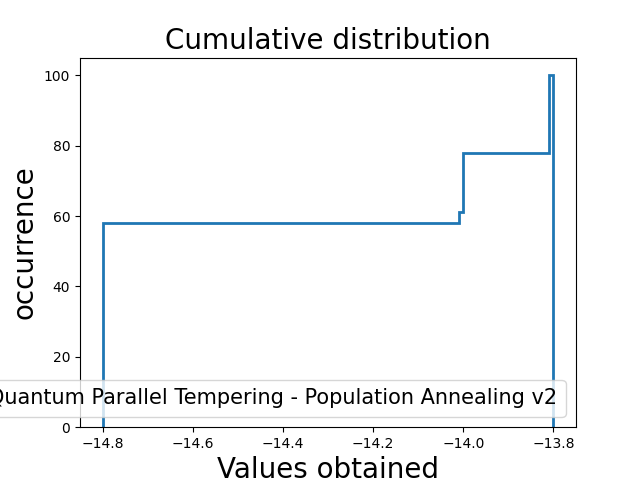 Cumulative distribution
occurrence
100
80
60
40
20
0
Parallel Tempering - Population Annealing v2
−14.8 −14.6 −14.4 −14.2 −14.0 −13.8
Values obtained